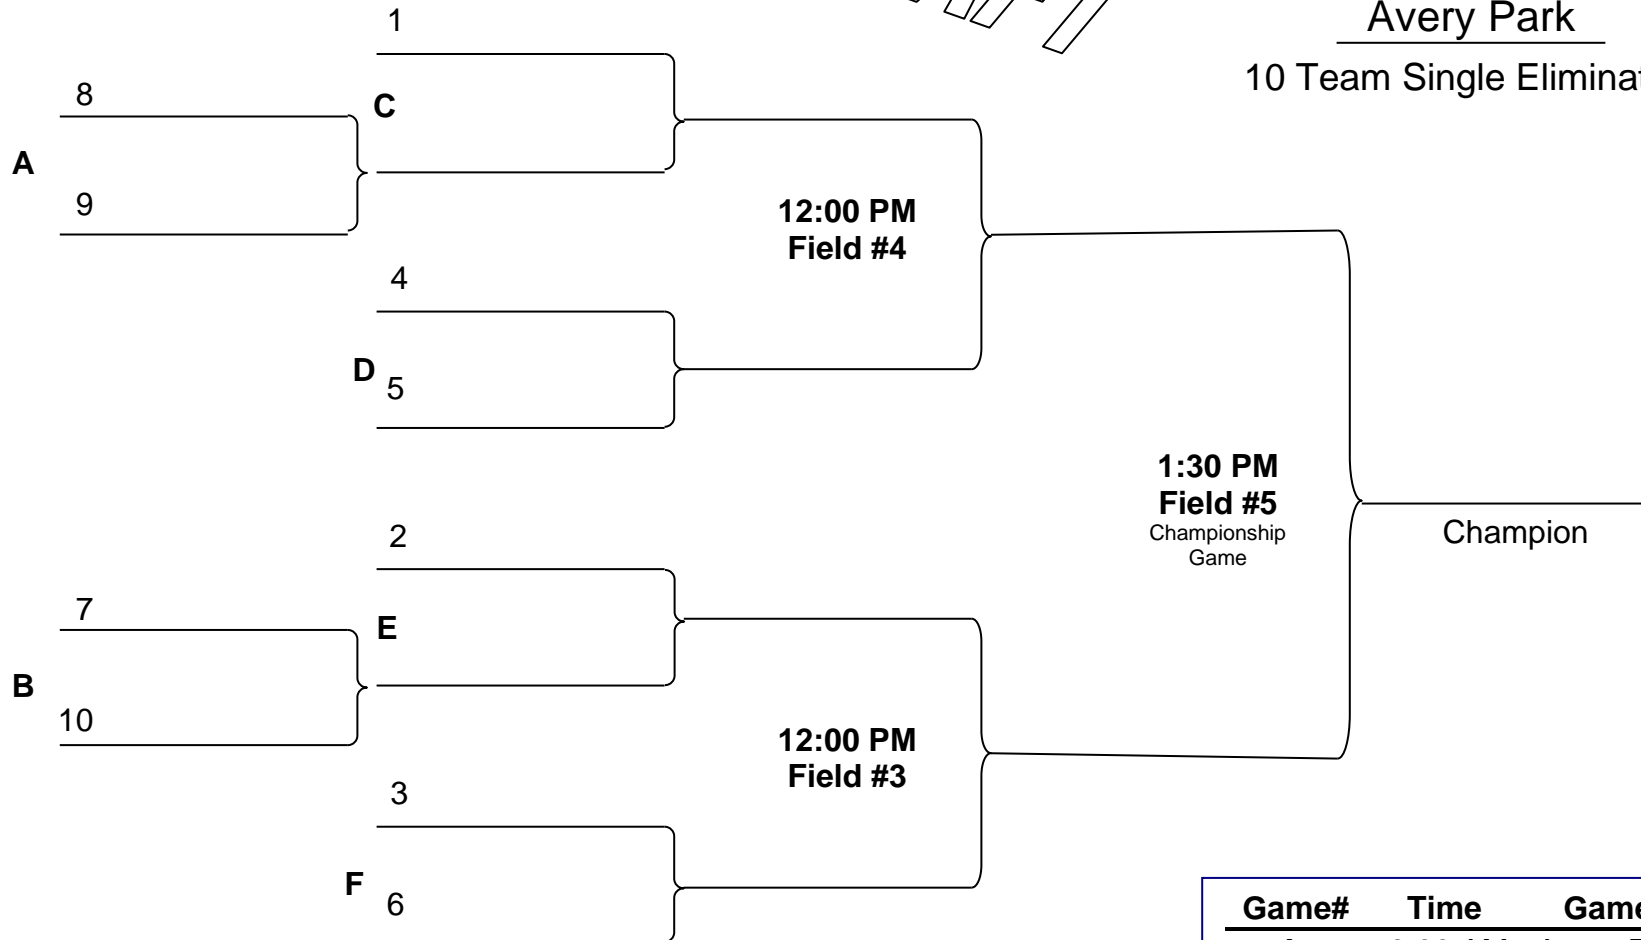 1
Avery Park
10 Team Single Eliminat
8
C
A
9
12:00 PM
Field #4
4
D
5
1:30 PM
Field #5
Championship
Game
Champion
2
7
E
B
10
12:00 PM
Field #3
3
F
6
Game# Time Game